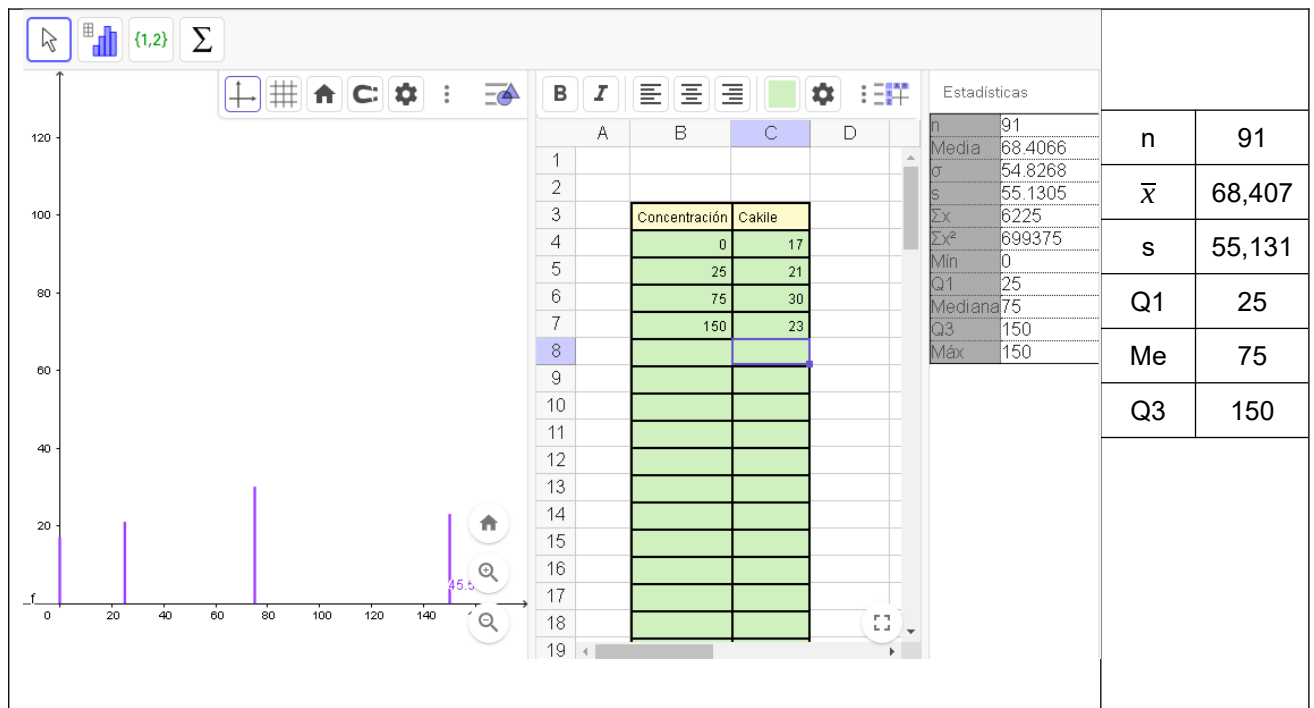 {1,2} Σ
B I
Estadísticas
120
100
80
60
40
20
0 20 40 60 80 100 120 140
f
45.5
A B C D
1
2
3 Concentración Cakile
4 0 17
5 25 21
6 75 30
7 150 23
8
9
10
11
12
13
14
15
16
17
18
19
n 91
Media 68.4066
σ 54.8268
s 55.1305
Σx 6225
Σx² 699375
Mín 0
Q1 25
Mediana 75
Q3 150
Máx 150
n 91
x̅ 68,407
s 55,131
Q1 25
Me 75
Q3 150